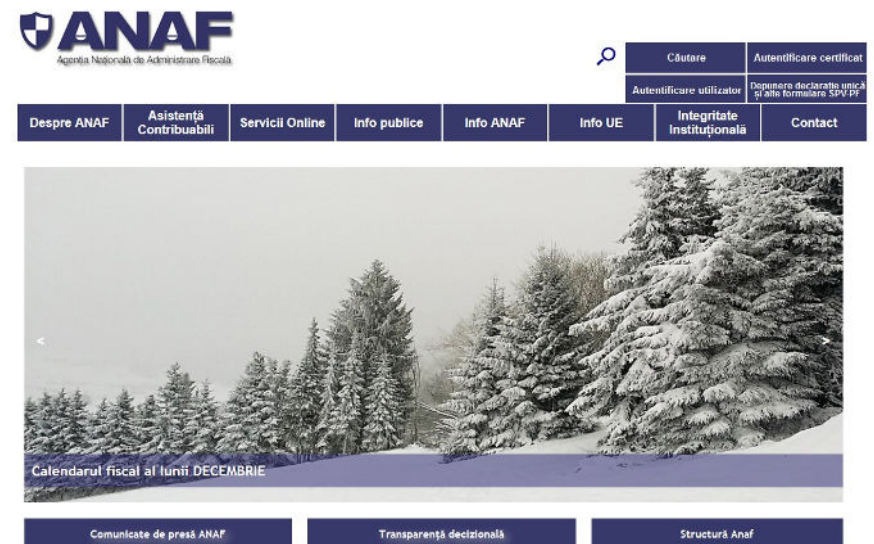 ANAF
Agenția Națională de Administrare Fiscală
Căutare
Autentificare certificat
Autentificare utilizator
Depunere declarație unică
și alte formulare SPV-PF
Despre ANAF
Asistență
Contribuabili
Servicii Online
Info publice
Info ANAF
Info UE
Integritate
Instituțională
Contact
<
>
Calendarul fiscal al lunii DECEMBRIE
Comunicate de presă ANAF
Transparență decizională
Structură Anaf